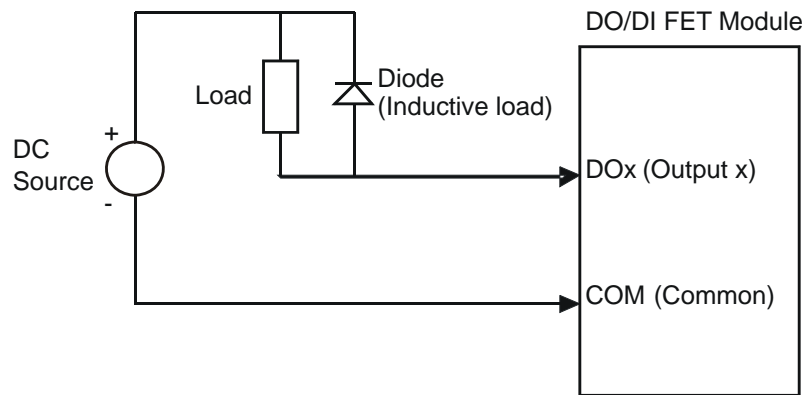 DO/DI FET Module
Diode
(Inductive load)
Load
+
DC
Source
-
DOx (Output x)
COM (Common)